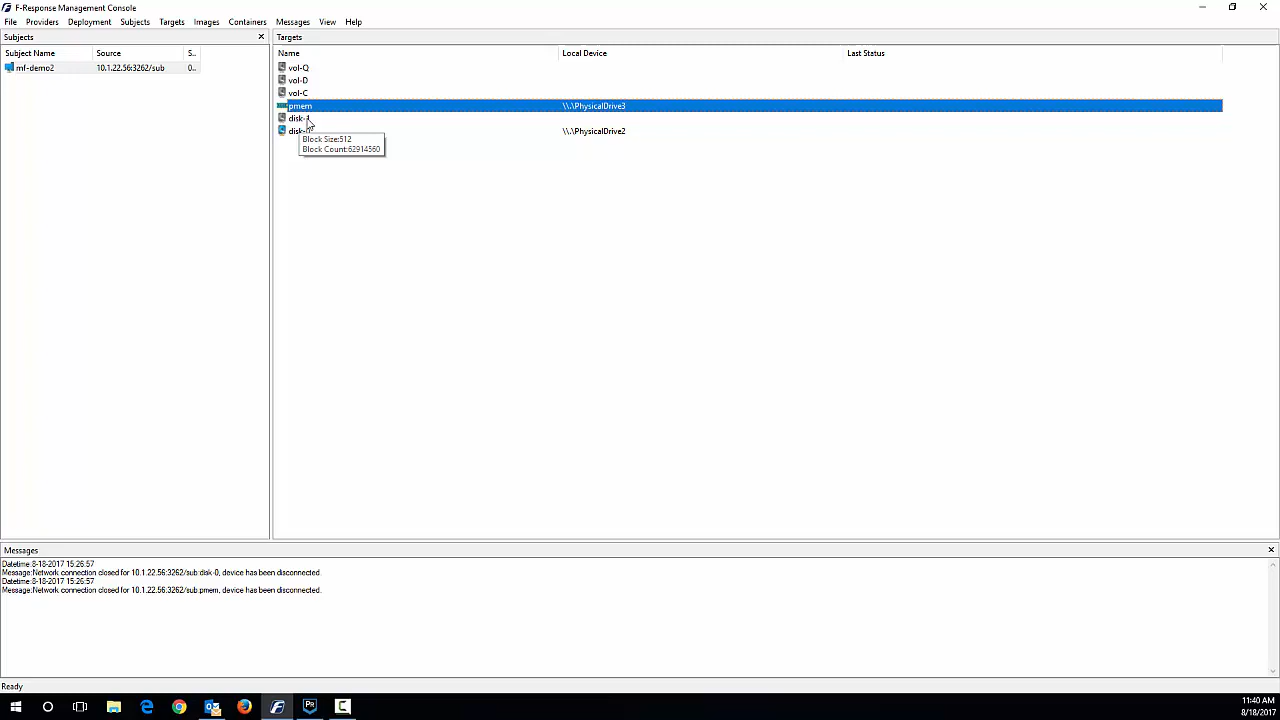 F-Response Management Console
File Providers Deployment Subjects Targets Images Containers Messages View Help
Subjects
Subject Name Source S..
mf-demo2 10.1.22.56:3262/sub 0..
Targets
Name Local Device Last Status
vol-Q
vol-D
vol-C
pmem \\.\PhysicalDrive3
disk-1
disk-0 \\.\PhysicalDrive2
Block Size:512
Block Count:62914560
Messages
Datetime:8-18-2017 15:26:57
Message:Network connection closed for 10.1.22.56:3262/sub:disk-0, device has been disconnected.
Datetime:8-18-2017 15:26:57
Message:Network connection closed for 10.1.22.56:3262/sub:pmem, device has been disconnected.
Ready
11:40 AM
8/18/2017